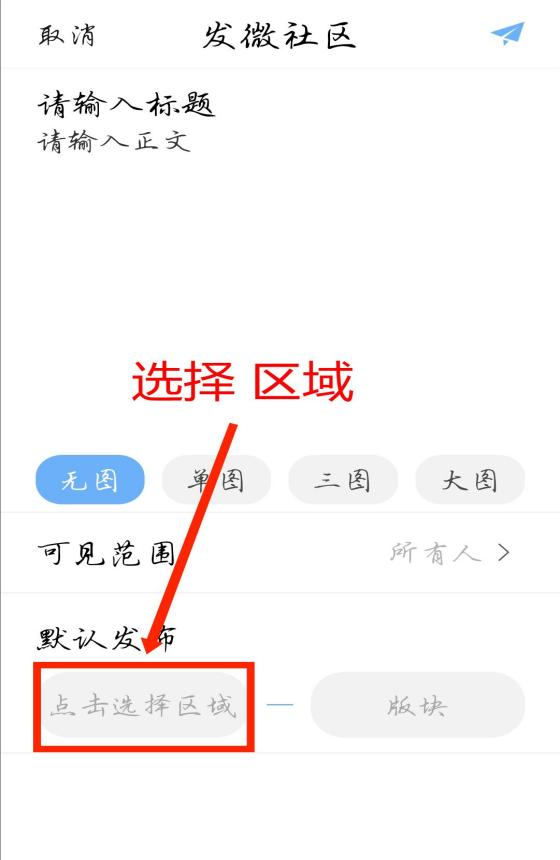 取消 发微社区
请输入标题
请输入正文
选择 区域
无图 单图 三图 大图
可见范围 所有人 >
默认发布
点击选择区域 — 版块